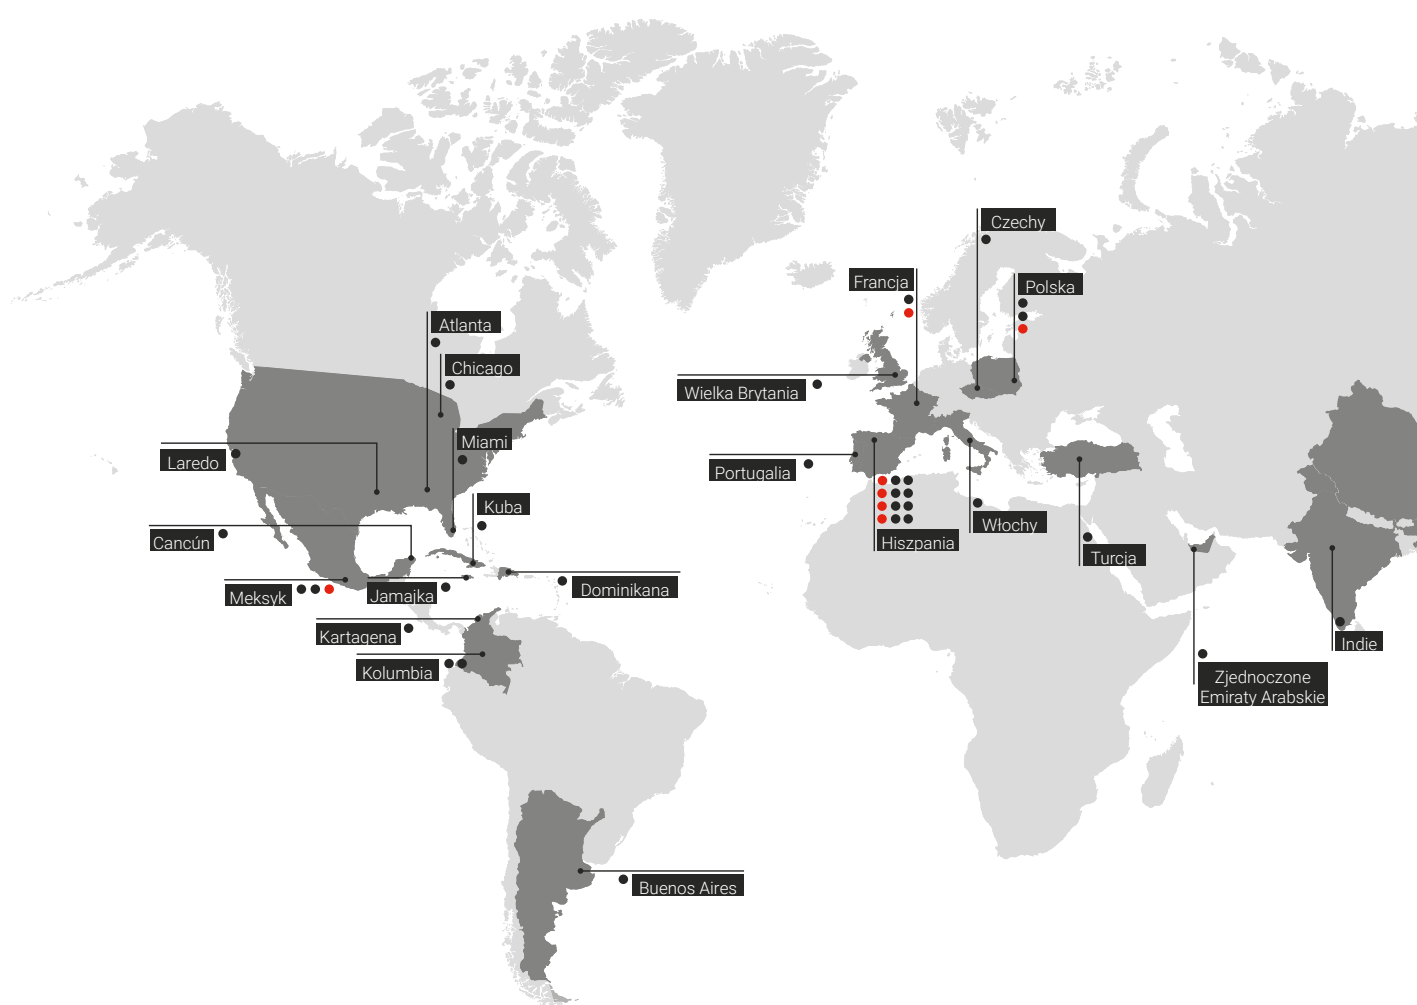 Czechy
Francja
Polska
Atlanta
Chicago
Wielka Brytania
Miami
Laredo
Portugalia
Kuba
Włochy
Cancún
Hiszpania
Turcja
Meksyk
Jamajka
Dominikana
Kartagena
Indie
Kolumbia
Zjednoczone
Emiraty Arabskie
Buenos Aires